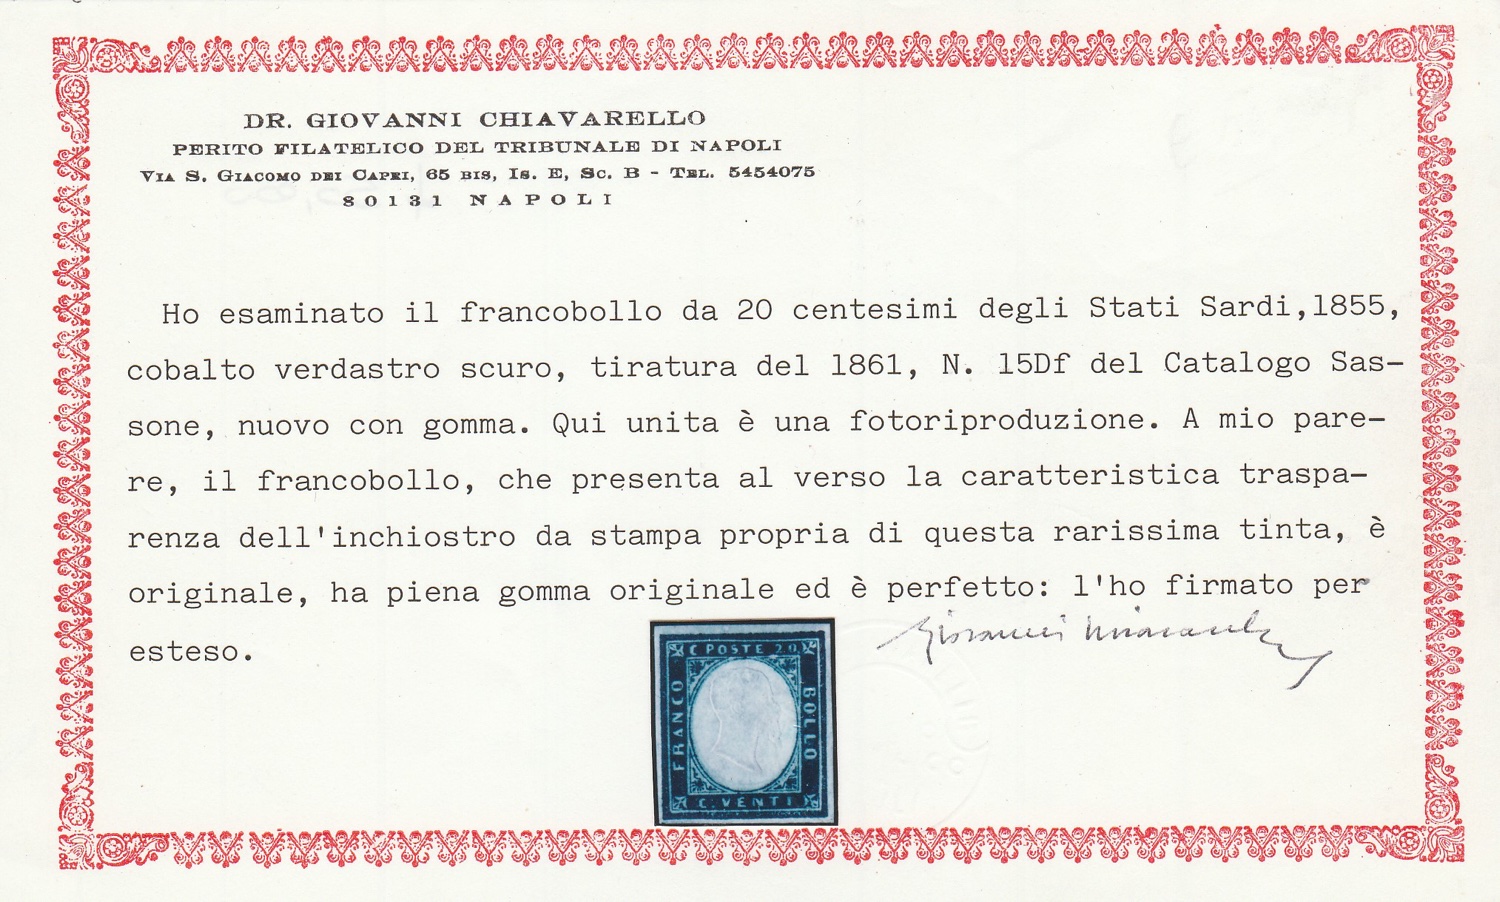 DR. GIOVANNI CHIAVARELLO
PERITO FILATELICO DEL TRIBUNALE DI NAPOLI
VIA S. GIACOMO DEI CAPRI, 65 BIS, IS. E, SC. B - TEL. 5454075
80131 NAPOLI
Ho esaminato il francobollo da 20 centesimi degli Stati Sardi,1855,
cobalto verdastro scuro, tiratura del 1861, N. 15Df del Catalogo Sas-
sone, nuovo con gomma. Qui unita è una fotoriproduzione. A mio pare-
re, il francobollo, che presenta al verso la caratteristica traspa-
renza dell'inchiostro da stampa propria di questa rarissima tinta, è
originale, ha piena gomma originale ed è perfetto: l'ho firmato per
esteso.
Giovanni Chiavarello
C POSTE 20
FRANCO
BOLLO
C. VENTI